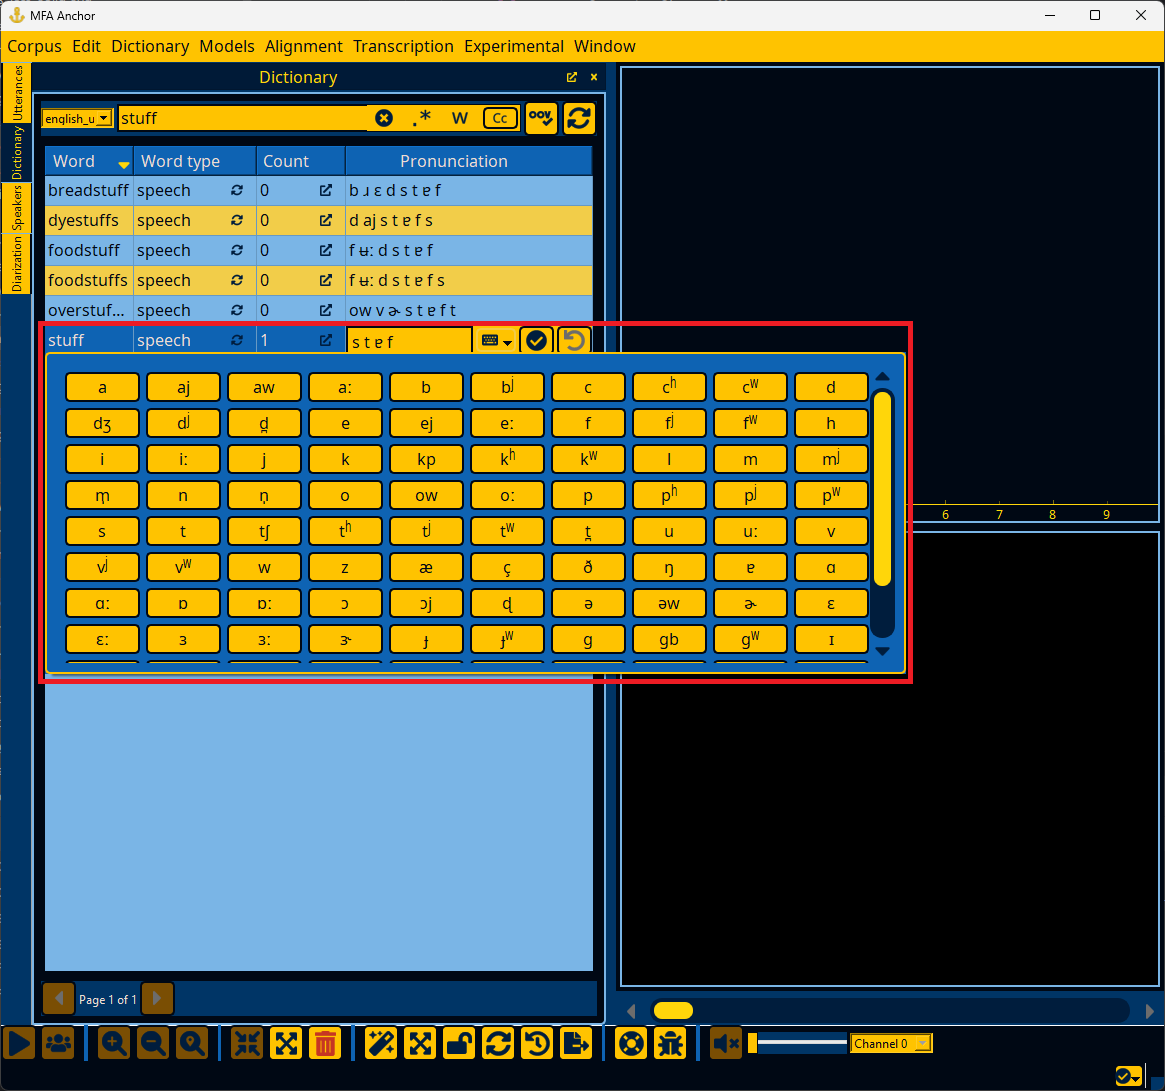 MFA Anchor
Corpus Edit Dictionary Models Alignment Transcription Experimental Window
Utterances
Dictionary
Speakers
Diarization
Dictionary
english_u stuff .* W Cc OOV
Word Word type Count Pronunciation
breadstuff speech 0 b ɹ ɛ d s t ɐ f
dyestuffs speech 0 d aj s t ɐ f s
foodstuff speech 0 f ʉː d s t ɐ f
foodstuffs speech 0 f ʉː d s t ɐ f s
overstuf... speech 0 ow v ɚ s t ɐ f t
stuff speech 1 s t ɐ f
a aj aw aː b bʲ c cʰ cʷ d
dʒ dʲ d̪ e ej eː f fʲ fʷ h
i iː j k kp kʰ kʷ l m mʲ
m̩ n n̩ o ow oː p pʰ pʲ pʷ
s t tʃ tʰ tʲ tʷ t̪ u uː v
vʲ vʷ w z æ ç ð ŋ ɐ ɑ
ɑː ɒ ɒː ɔ ɔj ɖ ə əw ɚ ɛ
ɛː ɜ ɜː ɝ ɟ ɟʷ ɡ ɡb ɡʷ ɪ
6 7 8 9
Page 1 of 1
Channel 0